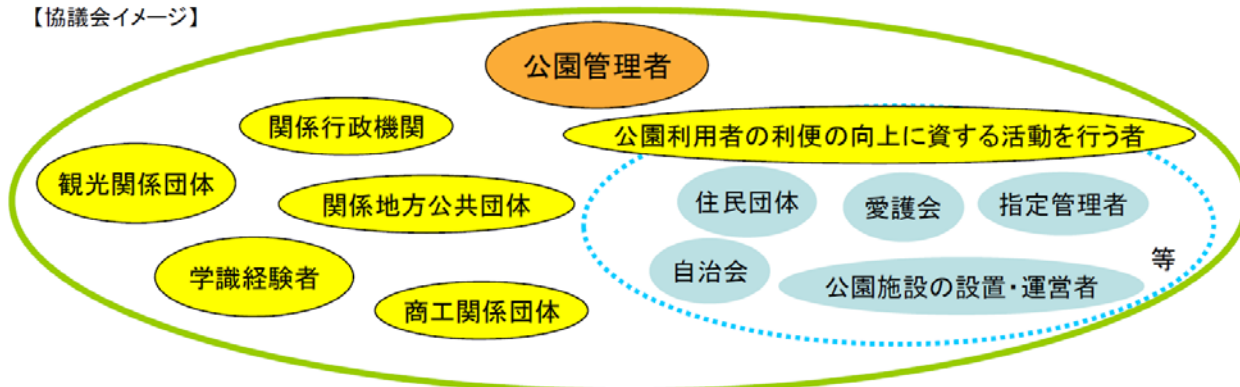 【協議会イメージ】
公園管理者
関係行政機関
公園利用者の利便の向上に資する活動を行う者
観光関係団体
関係地方公共団体
住民団体
愛護会
指定管理者
学識経験者
自治会
等
公園施設の設置・運営者
商工関係団体